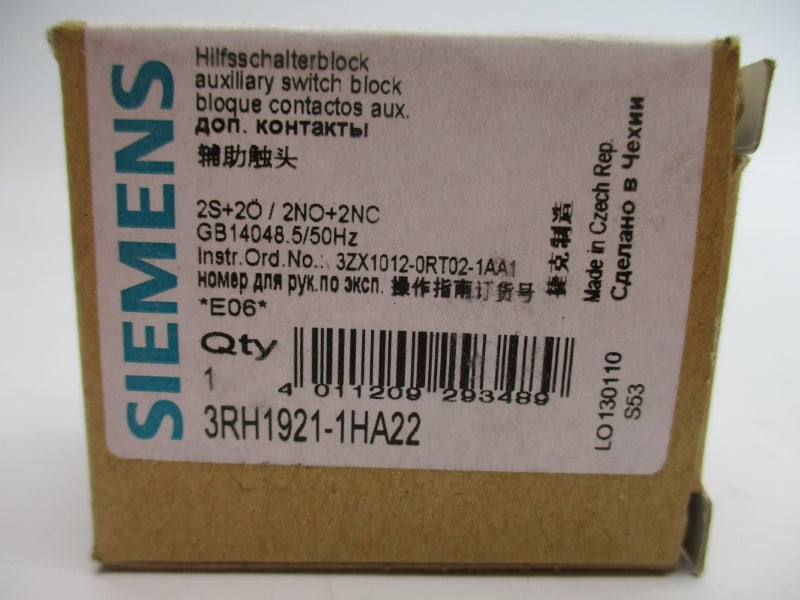 SIEMENS
Hilfsschalterblock
auxiliary switch block
bloque contactos aux.
доп. контакты
辅助触头
2S+2Ö / 2NO+2NC
GB14048.5/50Hz
Instr.Ord.No.: 3ZX1012-0RT02-1AA1
номер для рук.по эксп. 操作指南订货号
*E06*
Qty
1
4 011209 293489
3RH1921-1HA22
捷克制造
Made in Czech Rep.
Сделано в Чехии
LO130110
S53